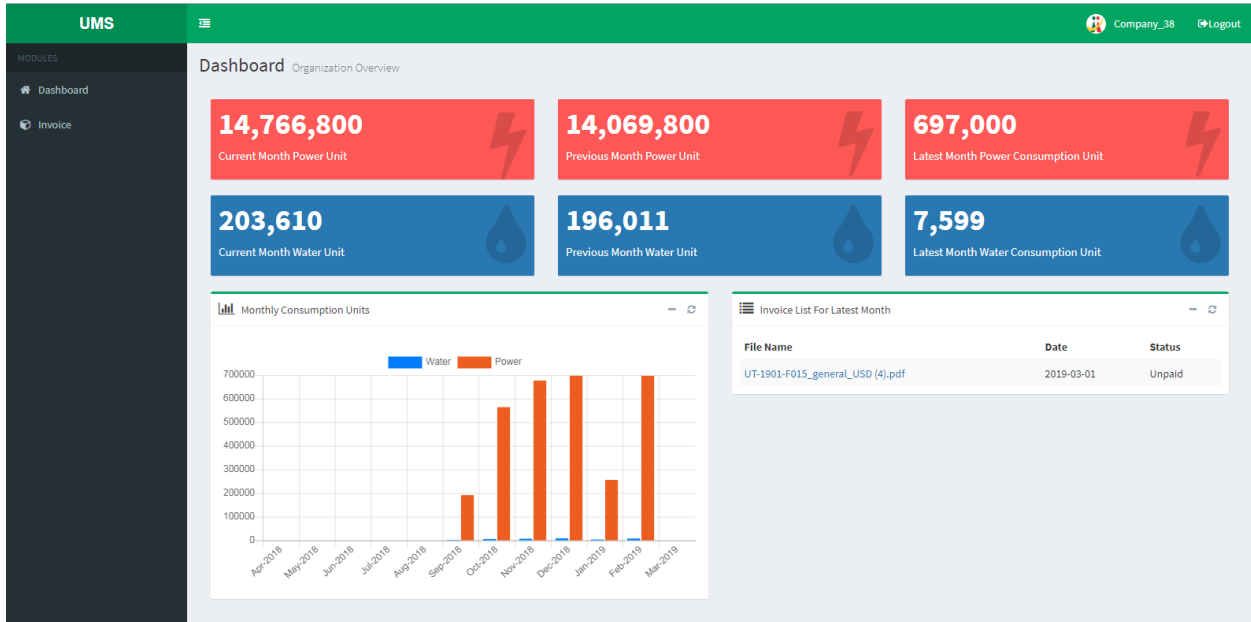 UMS
Company_38 Logout
MODULES
Dashboard
Invoice
Dashboard Organization Overview
14,766,800
Current Month Power Unit
14,069,800
Previous Month Power Unit
697,000
Latest Month Power Consumption Unit
203,610
Current Month Water Unit
196,011
Previous Month Water Unit
7,599
Latest Month Water Consumption Unit
Monthly Consumption Units
Water Power
700000
600000
500000
400000
300000
200000
100000
0
Apr-2018 May-2018 Jun-2018 Jul-2018 Aug-2018 Sep-2018 Oct-2018 Nov-2018 Dec-2018 Jan-2019 Feb-2019 Mar-2019
Invoice List For Latest Month
File Name Date Status
UT-1901-F015_general_USD (4).pdf 2019-03-01 Unpaid